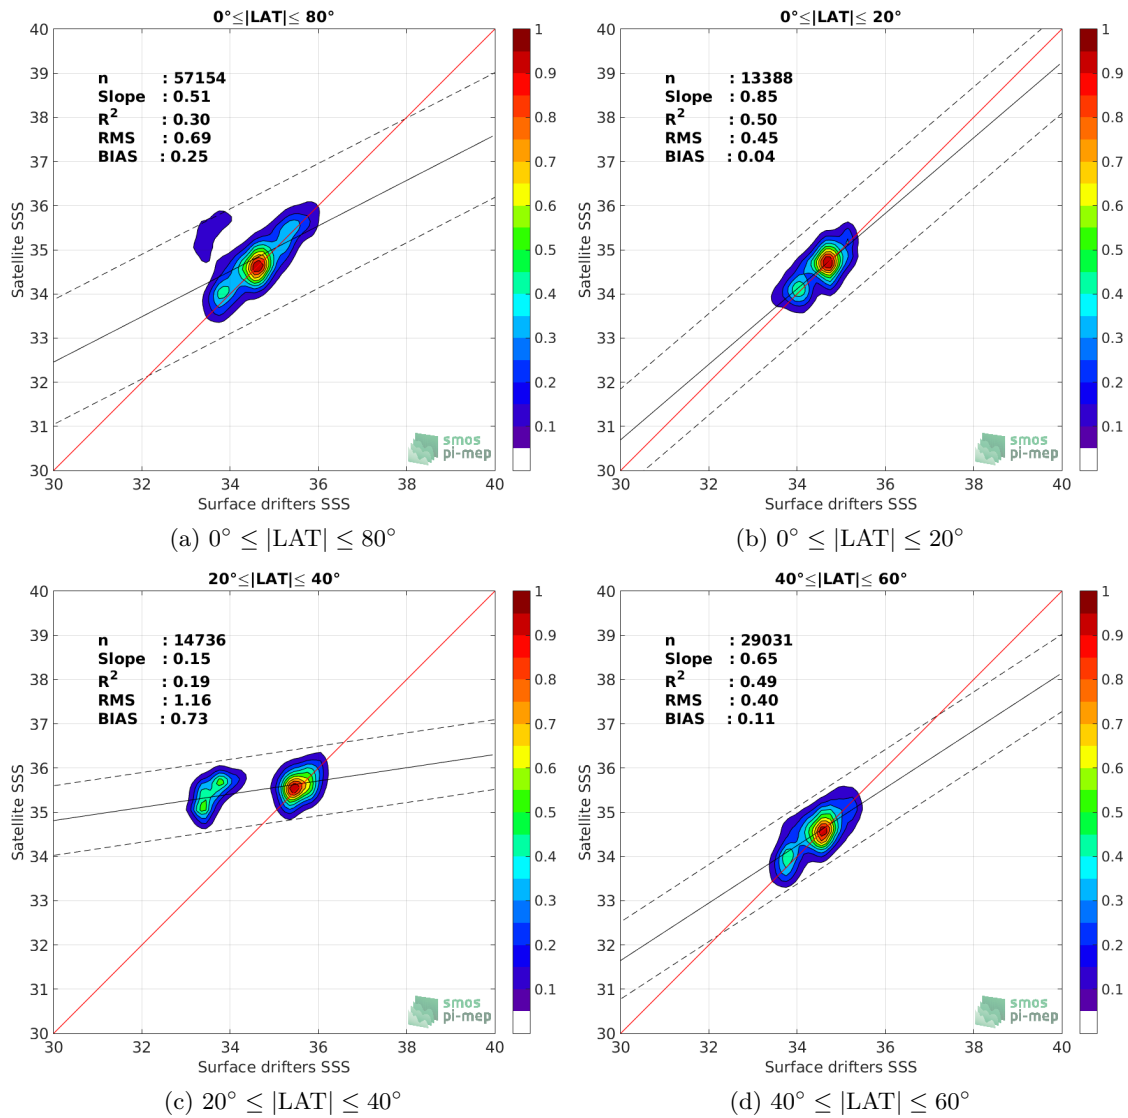 0°≤|LAT|≤ 80°
40
39
38
37
36
35
34
33
32
31
30
n : 57154
Slope : 0.51
R² : 0.30
RMS : 0.69
BIAS : 0.25
Satellite SSS
30 32 34 36 38 40
Surface drifters SSS
smos
pi-mep
1
0.9
0.8
0.7
0.6
0.5
0.4
0.3
0.2
0.1
(a) 0° ≤ |LAT| ≤ 80°
0°≤|LAT|≤ 20°
40
39
38
37
36
35
34
33
32
31
30
n : 13388
Slope : 0.85
R² : 0.50
RMS : 0.45
BIAS : 0.04
Satellite SSS
30 32 34 36 38 40
Surface drifters SSS
smos
pi-mep
1
0.9
0.8
0.7
0.6
0.5
0.4
0.3
0.2
0.1
(b) 0° ≤ |LAT| ≤ 20°
20°≤|LAT|≤ 40°
40
39
38
37
36
35
34
33
32
31
30
n : 14736
Slope : 0.15
R² : 0.19
RMS : 1.16
BIAS : 0.73
Satellite SSS
30 32 34 36 38 40
Surface drifters SSS
smos
pi-mep
1
0.9
0.8
0.7
0.6
0.5
0.4
0.3
0.2
0.1
(c) 20° ≤ |LAT| ≤ 40°
40°≤|LAT|≤ 60°
40
39
38
37
36
35
34
33
32
31
30
n : 29031
Slope : 0.65
R² : 0.49
RMS : 0.40
BIAS : 0.11
Satellite SSS
30 32 34 36 38 40
Surface drifters SSS
smos
pi-mep
1
0.9
0.8
0.7
0.6
0.5
0.4
0.3
0.2
0.1
(d) 40° ≤ |LAT| ≤ 60°